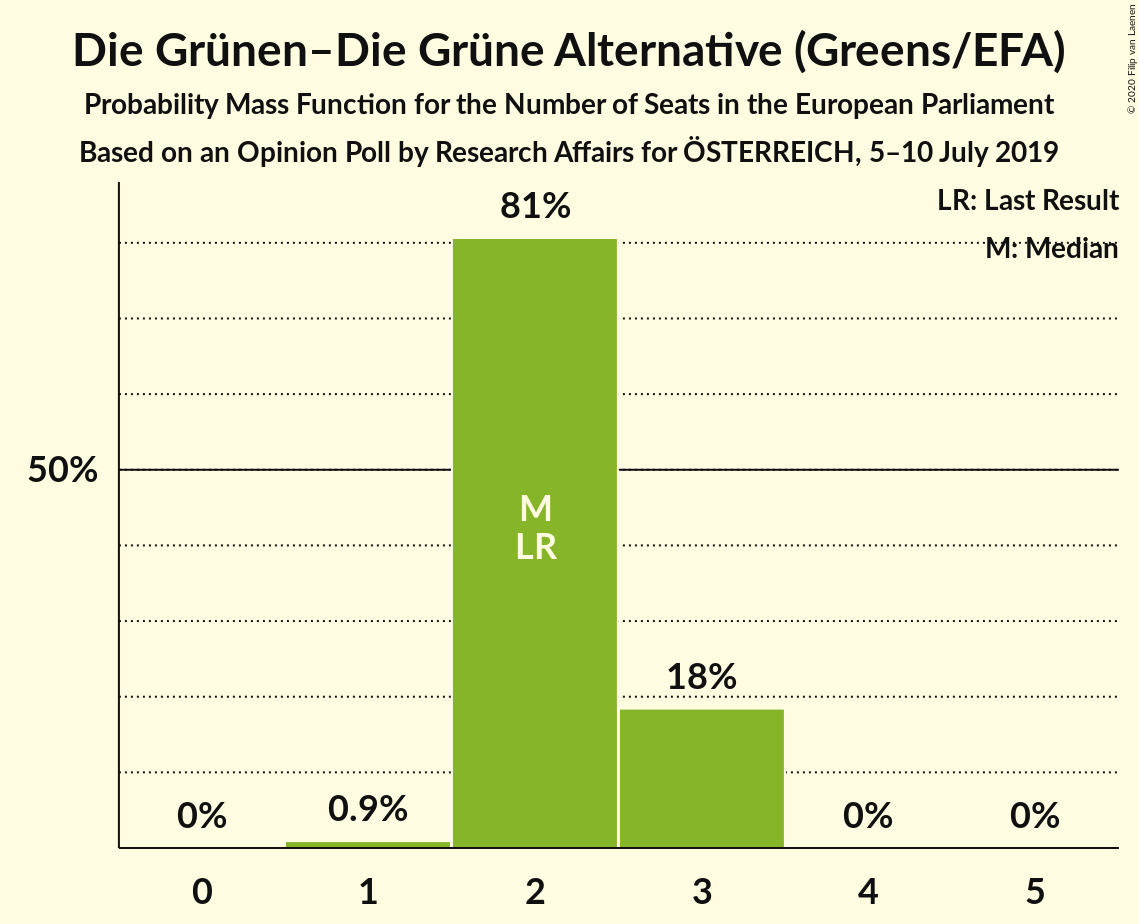 Die Grünen–Die Grüne Alternative (Greens/EFA)
Probability Mass Function for the Number of Seats in the European Parliament
Based on an Opinion Poll by Research Affairs for ÖSTERREICH, 5–10 July 2019
© 2020 Filip van Laenen
LR: Last Result
M: Median
81%
50%
M
LR
18%
0%
0.9%
0%
0%
0 1 2 3 4 5